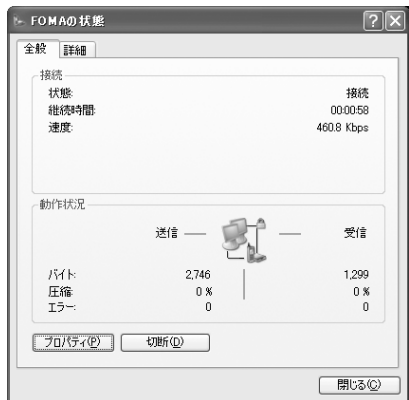 FOMAの状態
全般 詳細
接続
状態: 接続
継続時間: 00:00:58
速度: 460.8 Kbps
動作状況
送信 受信
バイト: 2,746 1,299
圧縮: 0 % 0 %
エラー: 0 0
プロパティ(P) 切断(D)
閉じる(C)